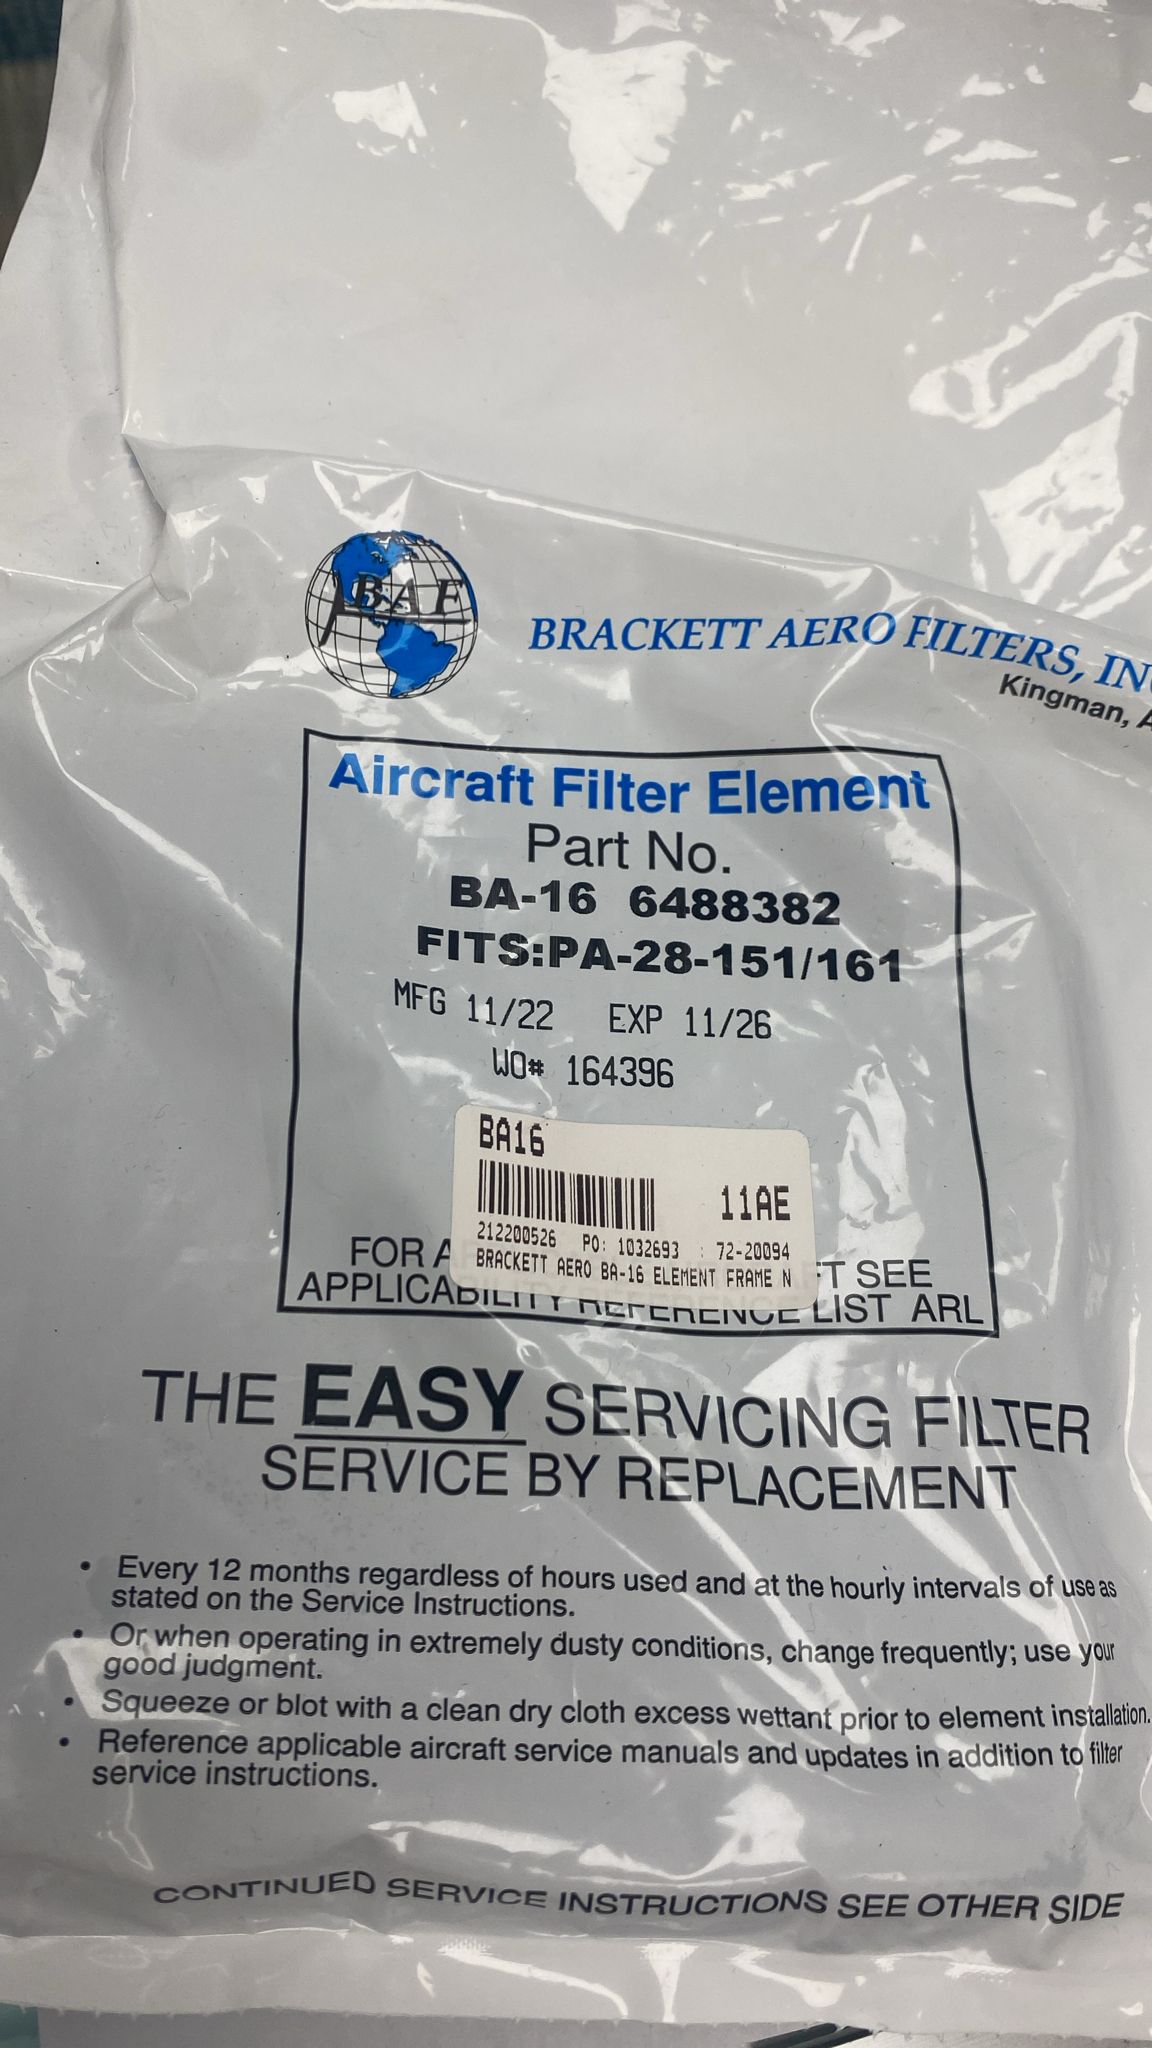 BAF
BRACKETT AERO FILTERS, IN
Kingman, A
Aircraft Filter Element
Part No.
BA-16 6488382
FITS:PA-28-151/161
MFG 11/22 EXP 11/26
WO# 164396
BA16
11AE
212200526 PO: 1032693 : 72-20094
BRACKETT AERO BA-16 ELEMENT FRAME N
FOR A FT SEE
APPLICABILITY REFERENCE LIST ARL
THE EASY SERVICING FILTER
SERVICE BY REPLACEMENT
• Every 12 months regardless of hours used and at the hourly intervals of use as
stated on the Service Instructions.
• Or when operating in extremely dusty conditions, change frequently; use your
good judgment.
• Squeeze or blot with a clean dry cloth excess wettant prior to element installation.
• Reference applicable aircraft service manuals and updates in addition to filter
service instructions.
CONTINUED SERVICE INSTRUCTIONS SEE OTHER SIDE